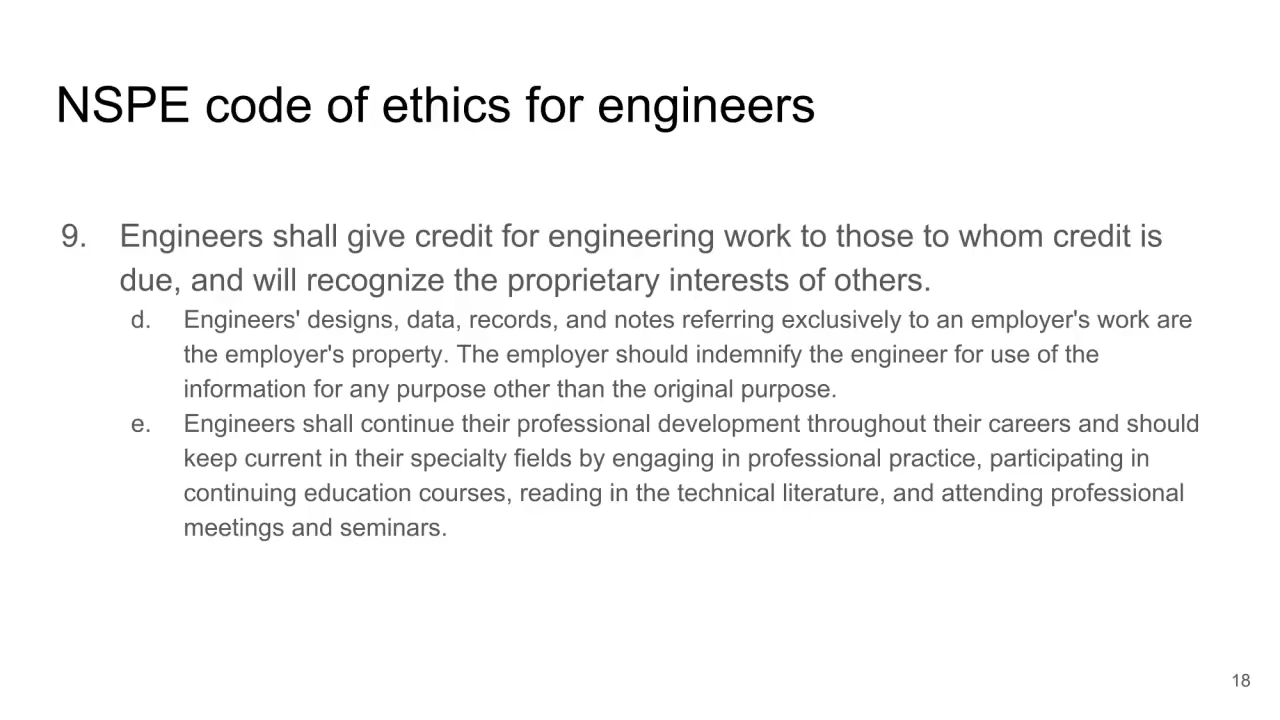 NSPE code of ethics for engineers
9. Engineers shall give credit for engineering work to those to whom credit is
due, and will recognize the proprietary interests of others.
d. Engineers' designs, data, records, and notes referring exclusively to an employer's work are
the employer's property. The employer should indemnify the engineer for use of the
information for any purpose other than the original purpose.
e. Engineers shall continue their professional development throughout their careers and should
keep current in their specialty fields by engaging in professional practice, participating in
continuing education courses, reading in the technical literature, and attending professional
meetings and seminars.
18